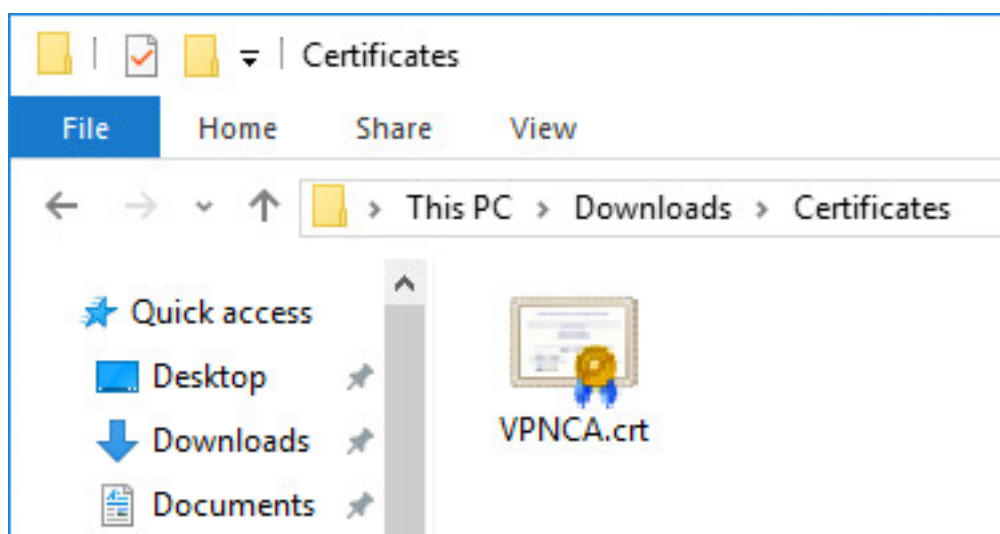 Certificates
File Home Share View
This PC > Downloads > Certificates
Quick access
Desktop
Downloads
Documents
VPNCA.crt